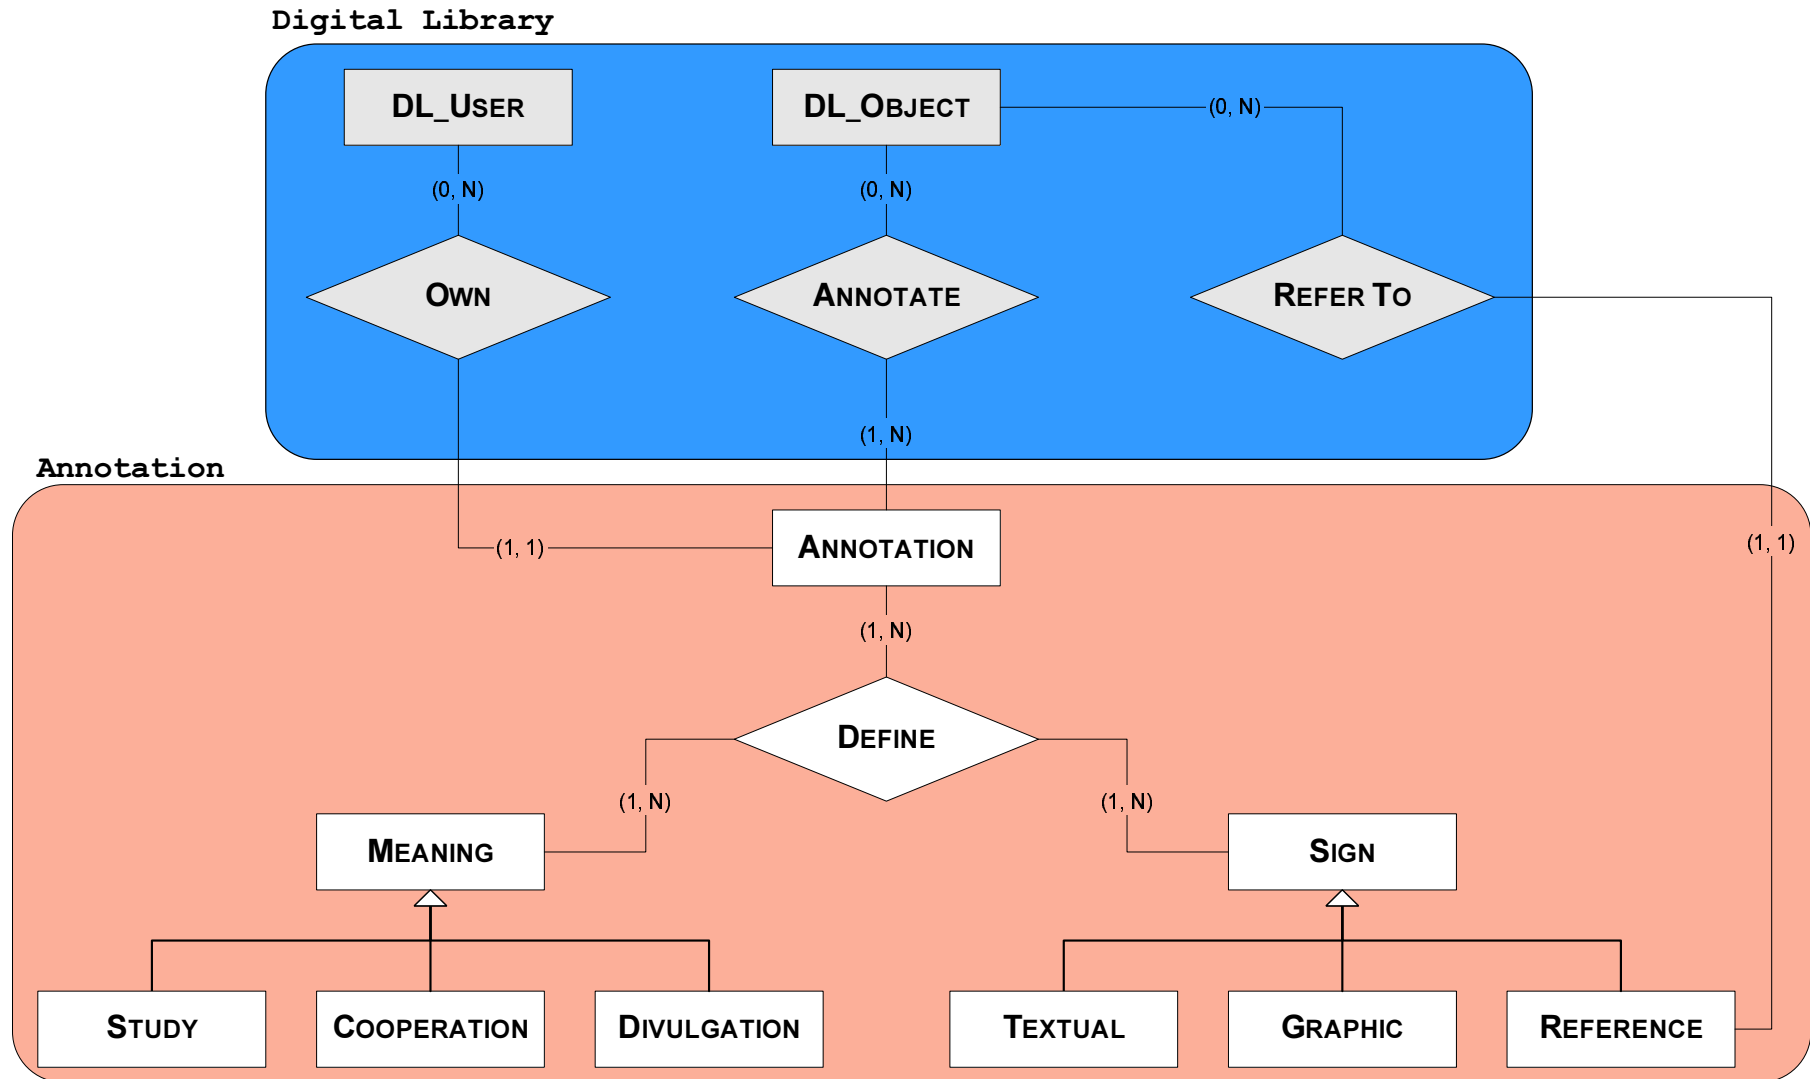 Digital Library
DL_USER
DL_OBJECT
(0, N)
(0, N)
(0, N)
OWN
ANNOTATE
REFER TO
(1, N)
Annotation
ANNOTATION
(1, 1)
(1, 1)
(1, N)
DEFINE
(1, N)
(1, N)
MEANING
SIGN
STUDY
COOPERATION
DIVULGATION
TEXTUAL
GRAPHIC
REFERENCE